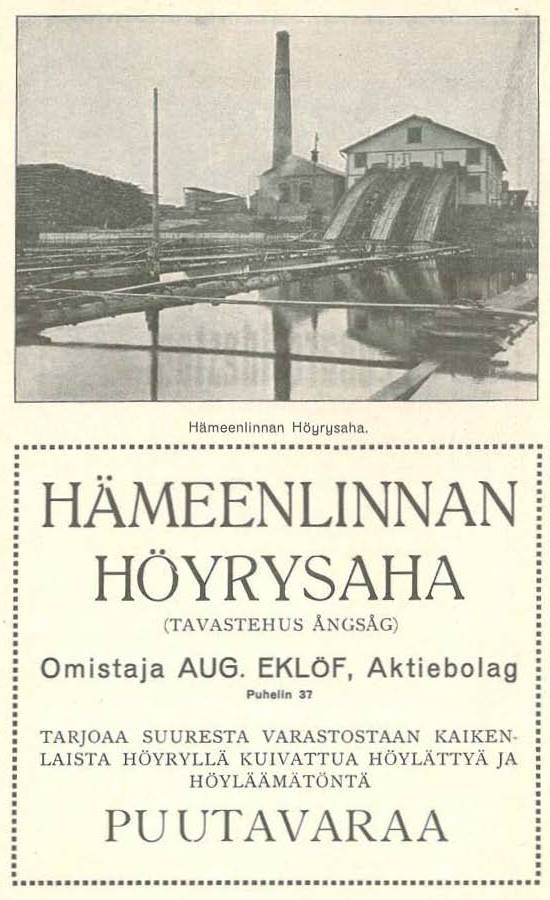 Hämeenlinnan Höyrysaha.
HÄMEENLINNAN
HÖYRYSAHA
(TAVASTEHUS ÅNGSÅG)
Omistaja AUG. EKLÖF, Aktiebolag
Puhelin 37
TARJOAA SUURESTA VARASTOSTAAN KAIKEN-
LAISTA HÖYRYLLÄ KUIVATTUA HÖYLÄTTYÄ JA
HÖYLÄÄMÄTÖNTÄ
PUUTAVARAA